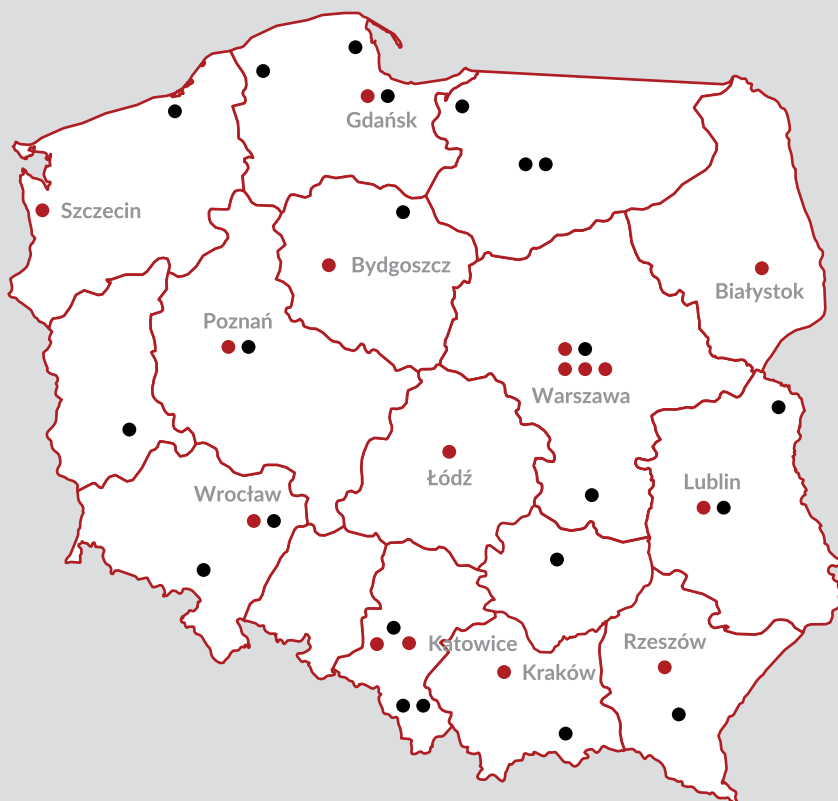 Gdańsk
Szczecin
Bydgoszcz
Białystok
Poznań
Warszawa
Łódź
Lublin
Wrocław
Katowice
Rzeszów
Kraków